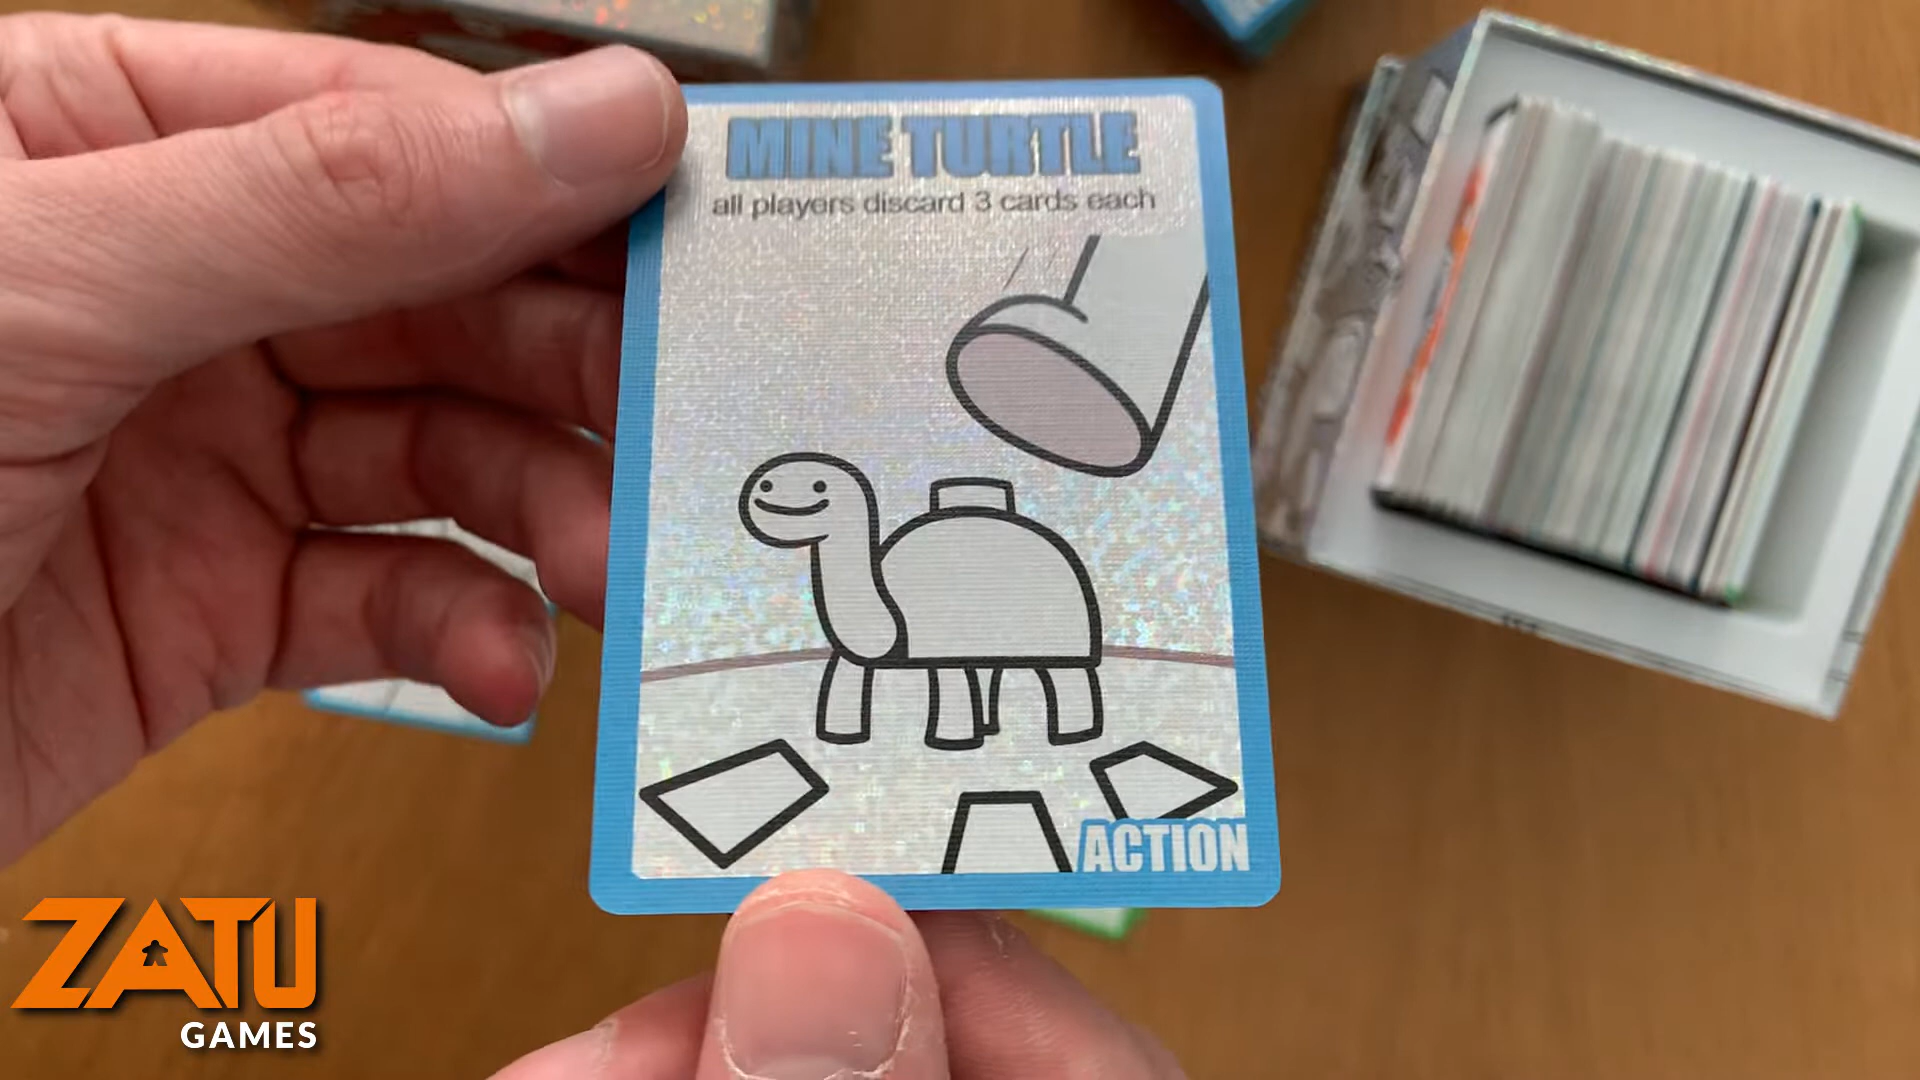 MINE TURTLE
all players discard 3 cards each
ACTION
ZATU
GAMES